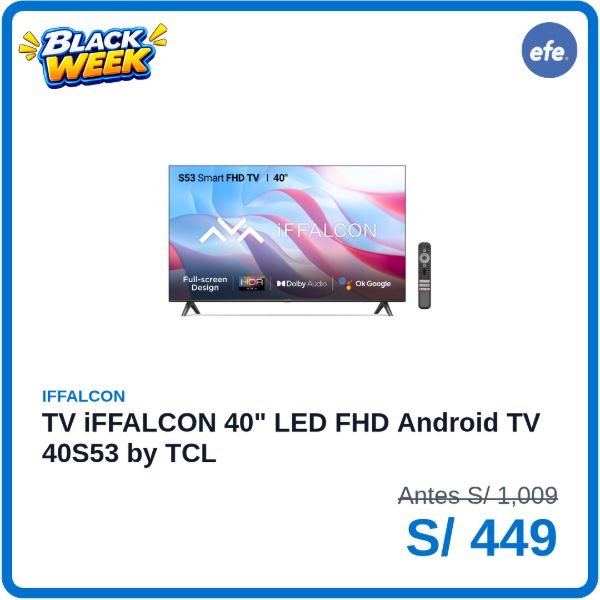 BLACK
WEEK
efe.
S53 Smart FHD TV | 40"
iFFALCON
Full-screen
Design
HDR
Dolby Audio
Ok Google
IFFALCON
TV iFFALCON 40" LED FHD Android TV
40S53 by TCL
Antes S/ 1,009
S/ 449